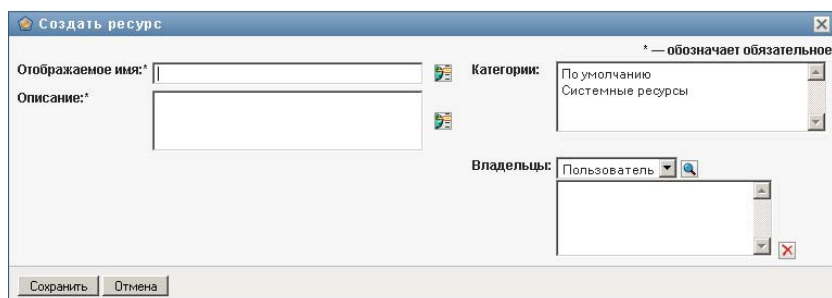 Создать ресурс
* — обозначает обязательное
Отображаемое имя:*
Описание:*
Категории:
По умолчанию
Системные ресурсы
Владельцы:
Пользователь
Сохранить
Отмена